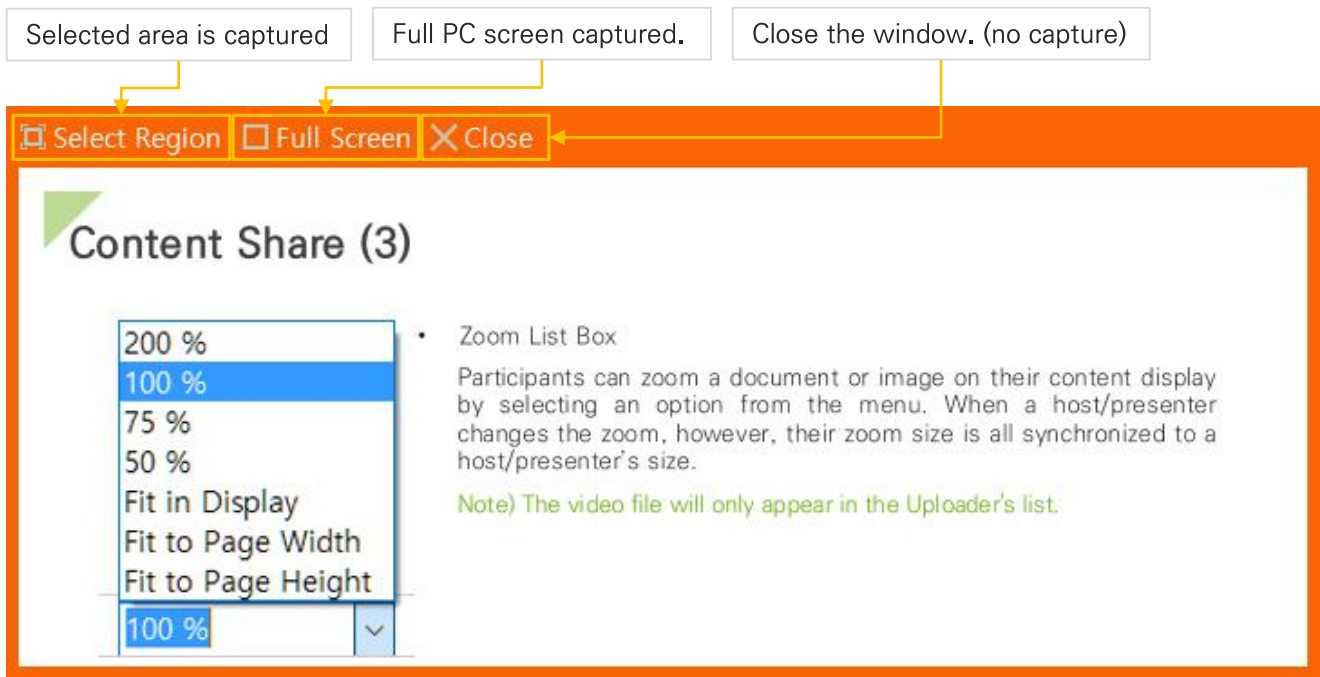 Selected area is captured
Full PC screen captured.
Close the window. (no capture)
Select Region
Full Screen
Close
Content Share (3)
200 %
100 %
75 %
50 %
Fit in Display
Fit to Page Width
Fit to Page Height
100 %
• Zoom List Box
Participants can zoom a document or image on their content display
by selecting an option from the menu. When a host/presenter
changes the zoom, however, their zoom size is all synchronized to a
host/presenter's size.
Note) The video file will only appear in the Uploader's list.